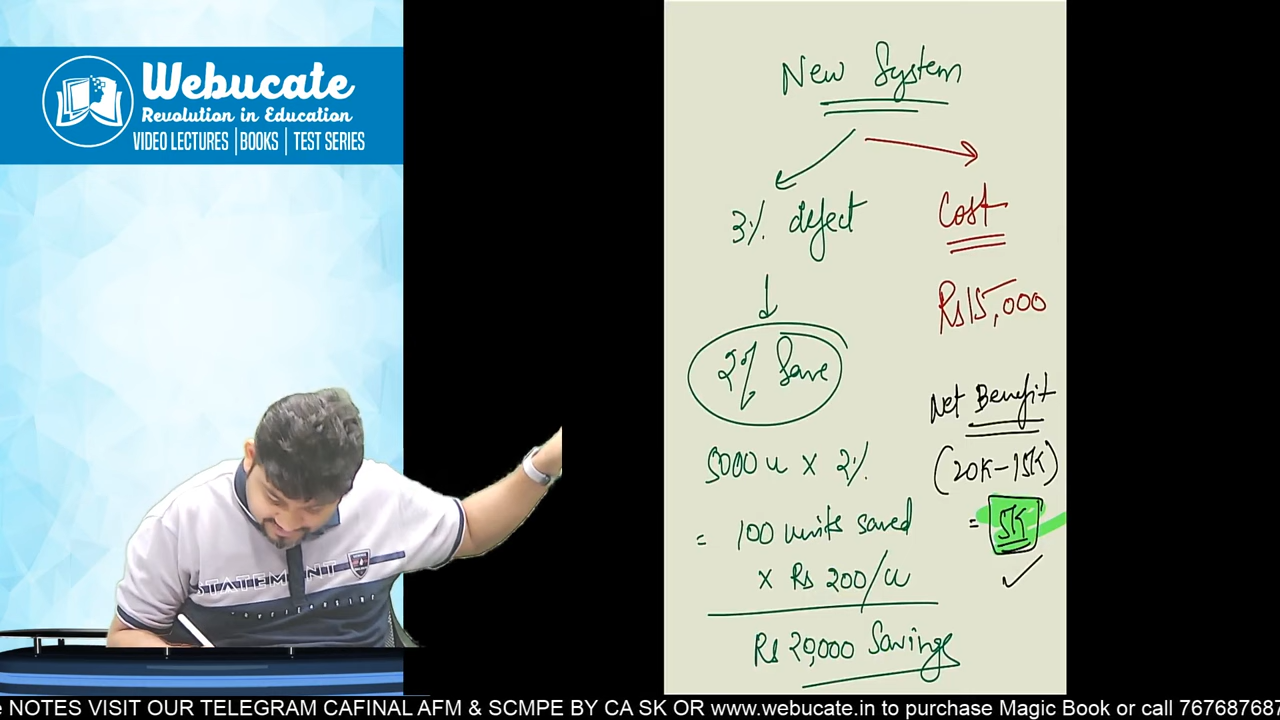 Webucate
Revolution in Education
VIDEO LECTURES | BOOKS | TEST SERIES
New System
3% defect
Cost
Rs15,000
2% Save
Net Benefit
(20K-15K)
= 5K
5000 u x 2%
= 100 units saved
x Rs 200/u
Rs 20,000 Savings
STATEMENT
NOTES VISIT OUR TELEGRAM CAFINAL AFM & SCMPE BY CA SK OR www.webucate.in to purchase Magic Book or call 767687687